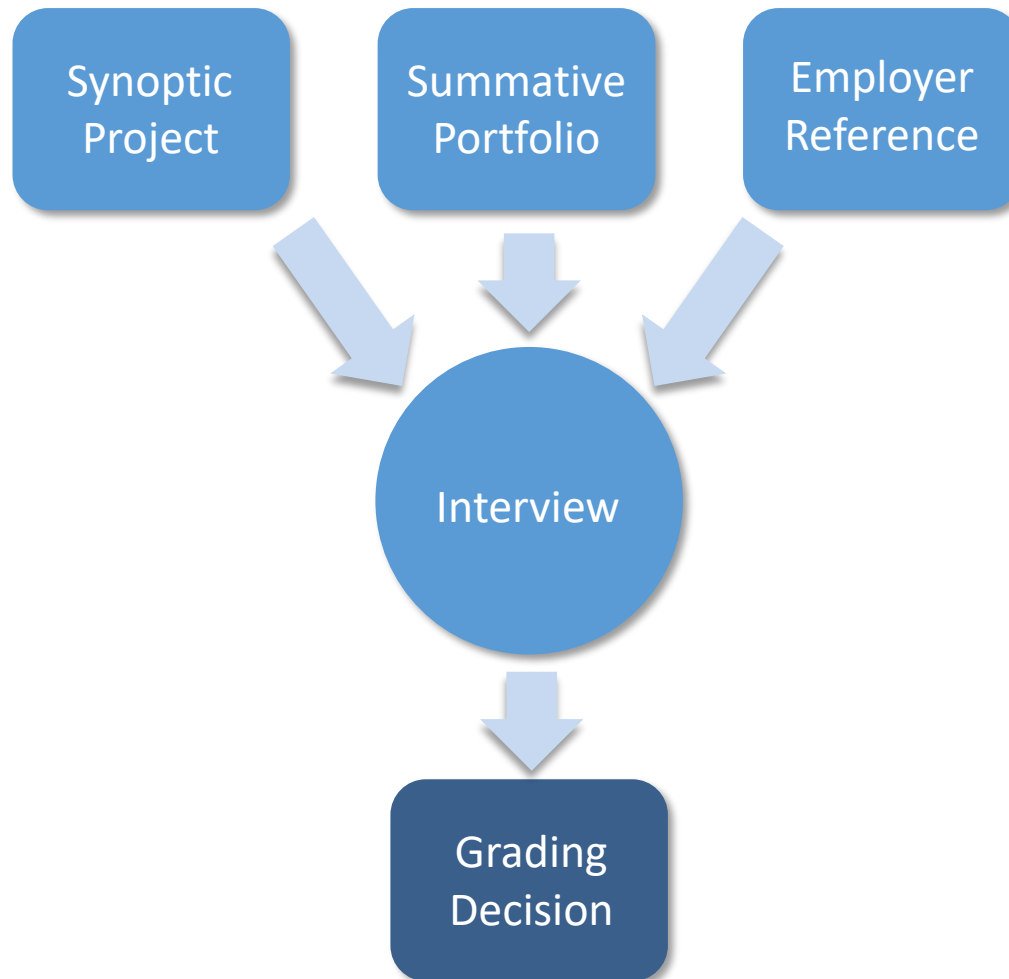 Synoptic
Project
Summative
Portfolio
Employer
Reference
Interview
Grading
Decision